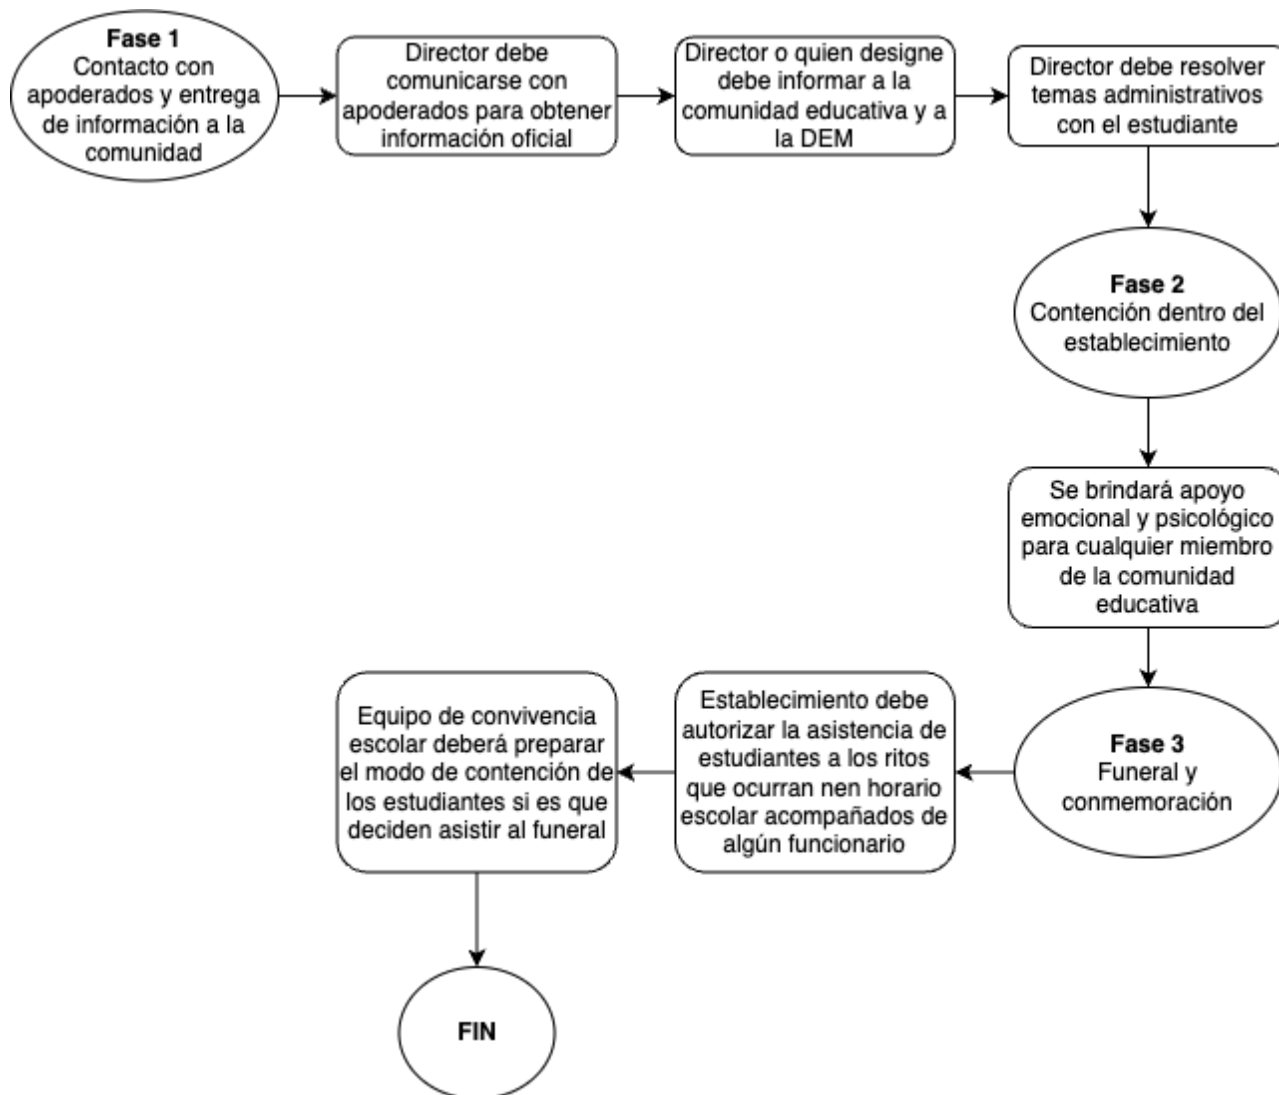 Fase 1
Contacto con
apoderados y entrega
de información a la
comunidad
Director debe
comunicarse con
apoderados para obtener
información oficial
Director o quien designe
debe informar a la
comunidad educativa y a
la DEM
Director debe resolver
temas administrativos
con el estudiante
Fase 2
Contención dentro del
establecimiento
Se brindará apoyo
emocional y psicológico
para cualquier miembro
de la comunidad
educativa
Fase 3
Funeral y
conmemoración
Establecimiento debe
autorizar la asistencia de
estudiantes a los ritos
que ocurran nen horario
escolar acompañados de
algún funcionario
Equipo de convivencia
escolar deberá preparar
el modo de contención de
los estudiantes si es que
deciden asistir al funeral
FIN